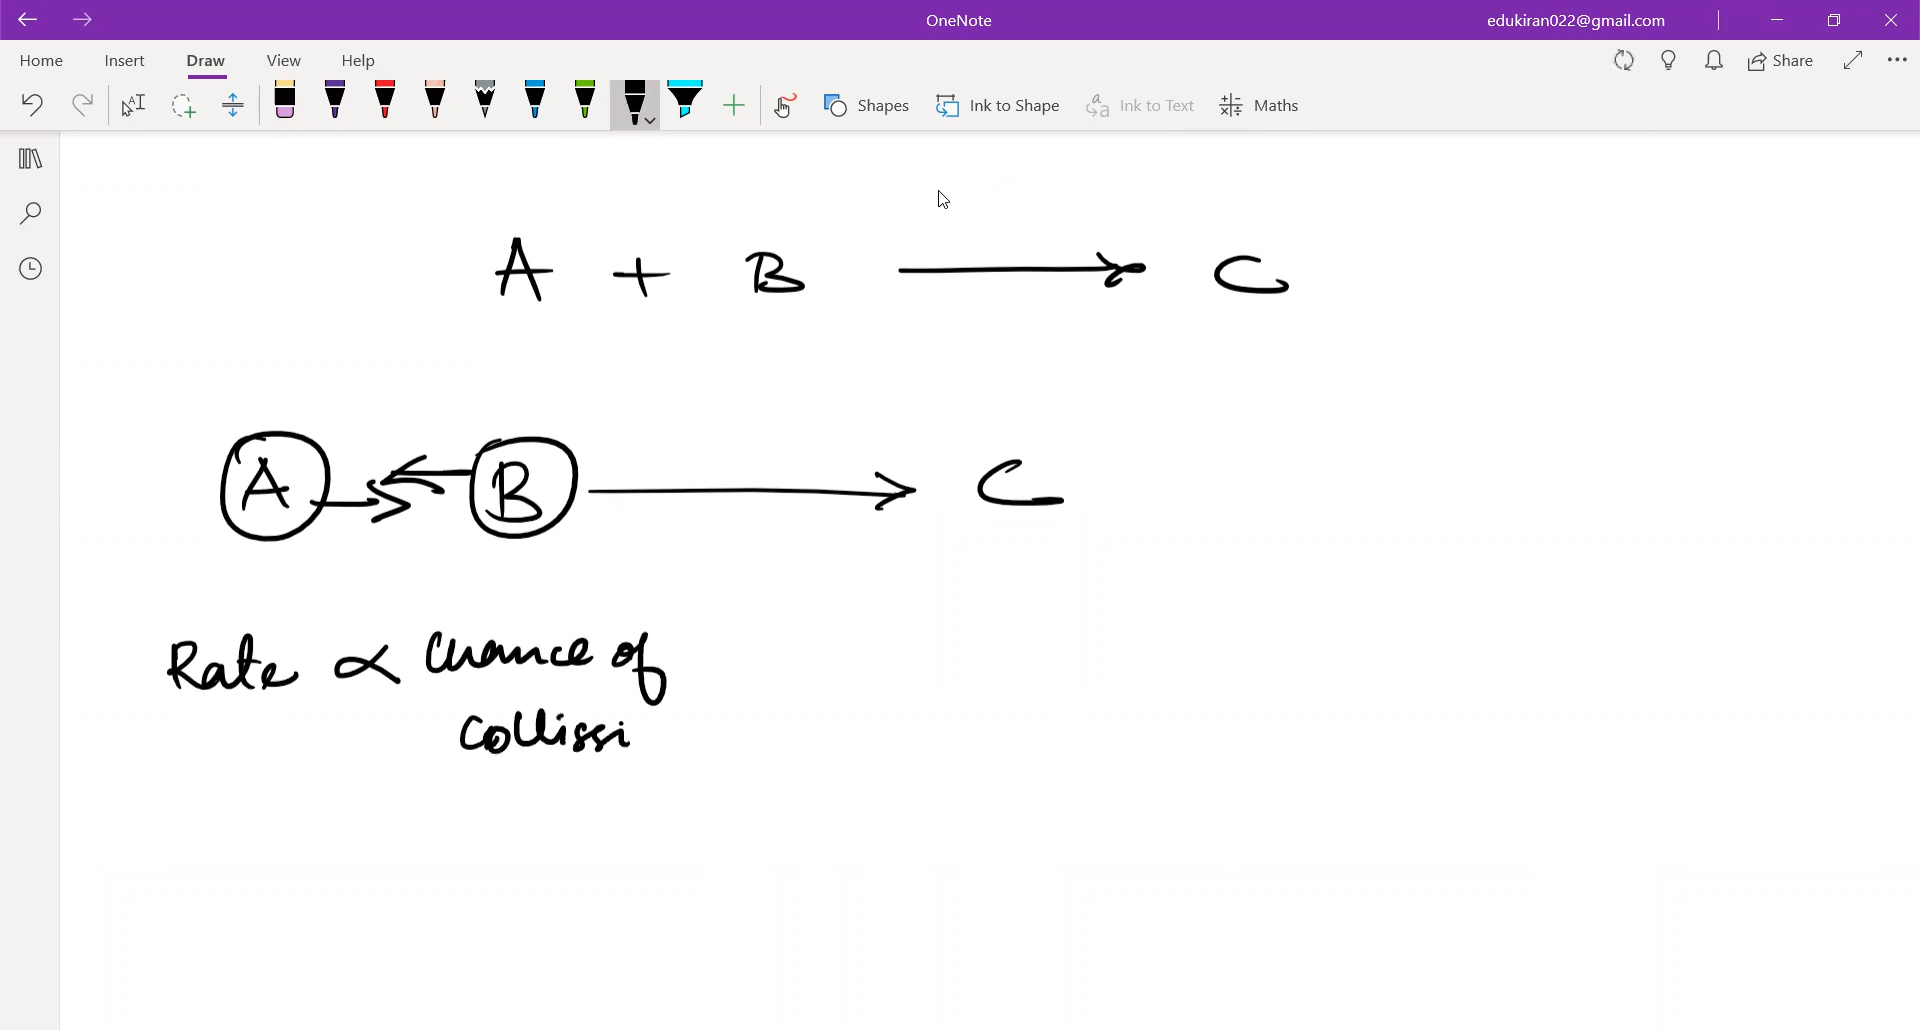 OneNote
edukiran022@gmail.com
Home Insert Draw View Help
Share
Shapes Ink to Shape Ink to Text Maths
A + B → C
A B → C
Rate ∝ Chance of
Collissi